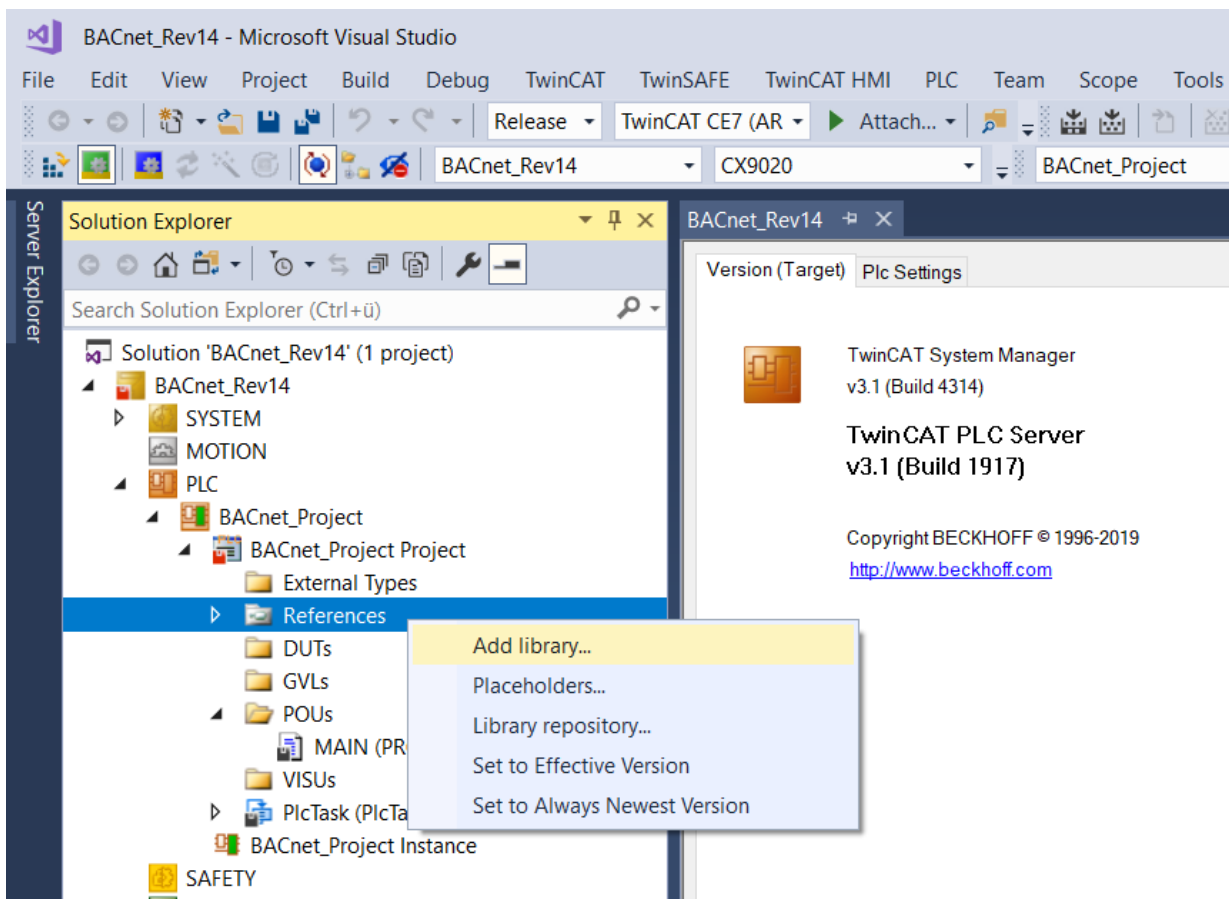 BACnet_Rev14 - Microsoft Visual Studio
File Edit View Project Build Debug TwinCAT TwinSAFE TwinCAT HMI PLC Team Scope Tools
Release TwinCAT CE7 (AR Attach...
BACnet_Rev14 CX9020 BACnet_Project
Server Explorer
Solution Explorer
BACnet_Rev14
Search Solution Explorer (Ctrl+ü)
Version (Target) Plc Settings
Solution 'BACnet_Rev14' (1 project)
BACnet_Rev14
SYSTEM
MOTION
PLC
BACnet_Project
BACnet_Project Project
External Types
References
DUTs
GVLs
POUs
MAIN (PR
VISUs
PlcTask (PlcTa
BACnet_Project Instance
SAFETY
Add library...
Placeholders...
Library repository...
Set to Effective Version
Set to Always Newest Version
TwinCAT System Manager
v3.1 (Build 4314)
TwinCAT PLC Server
v3.1 (Build 1917)
Copyright BECKHOFF © 1996-2019
http://www.beckhoff.com